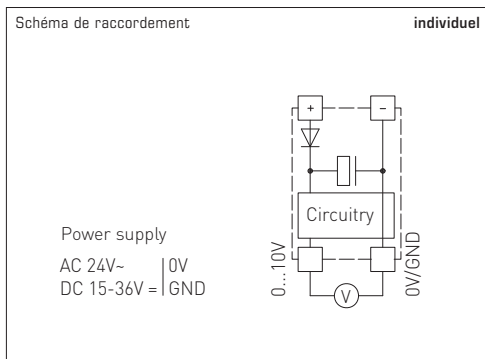 Schéma de raccordement individuel
+ −
Circuitry
Power supply
AC 24V~ 0V
DC 15-36V = GND
0...10V
0V/GND
V